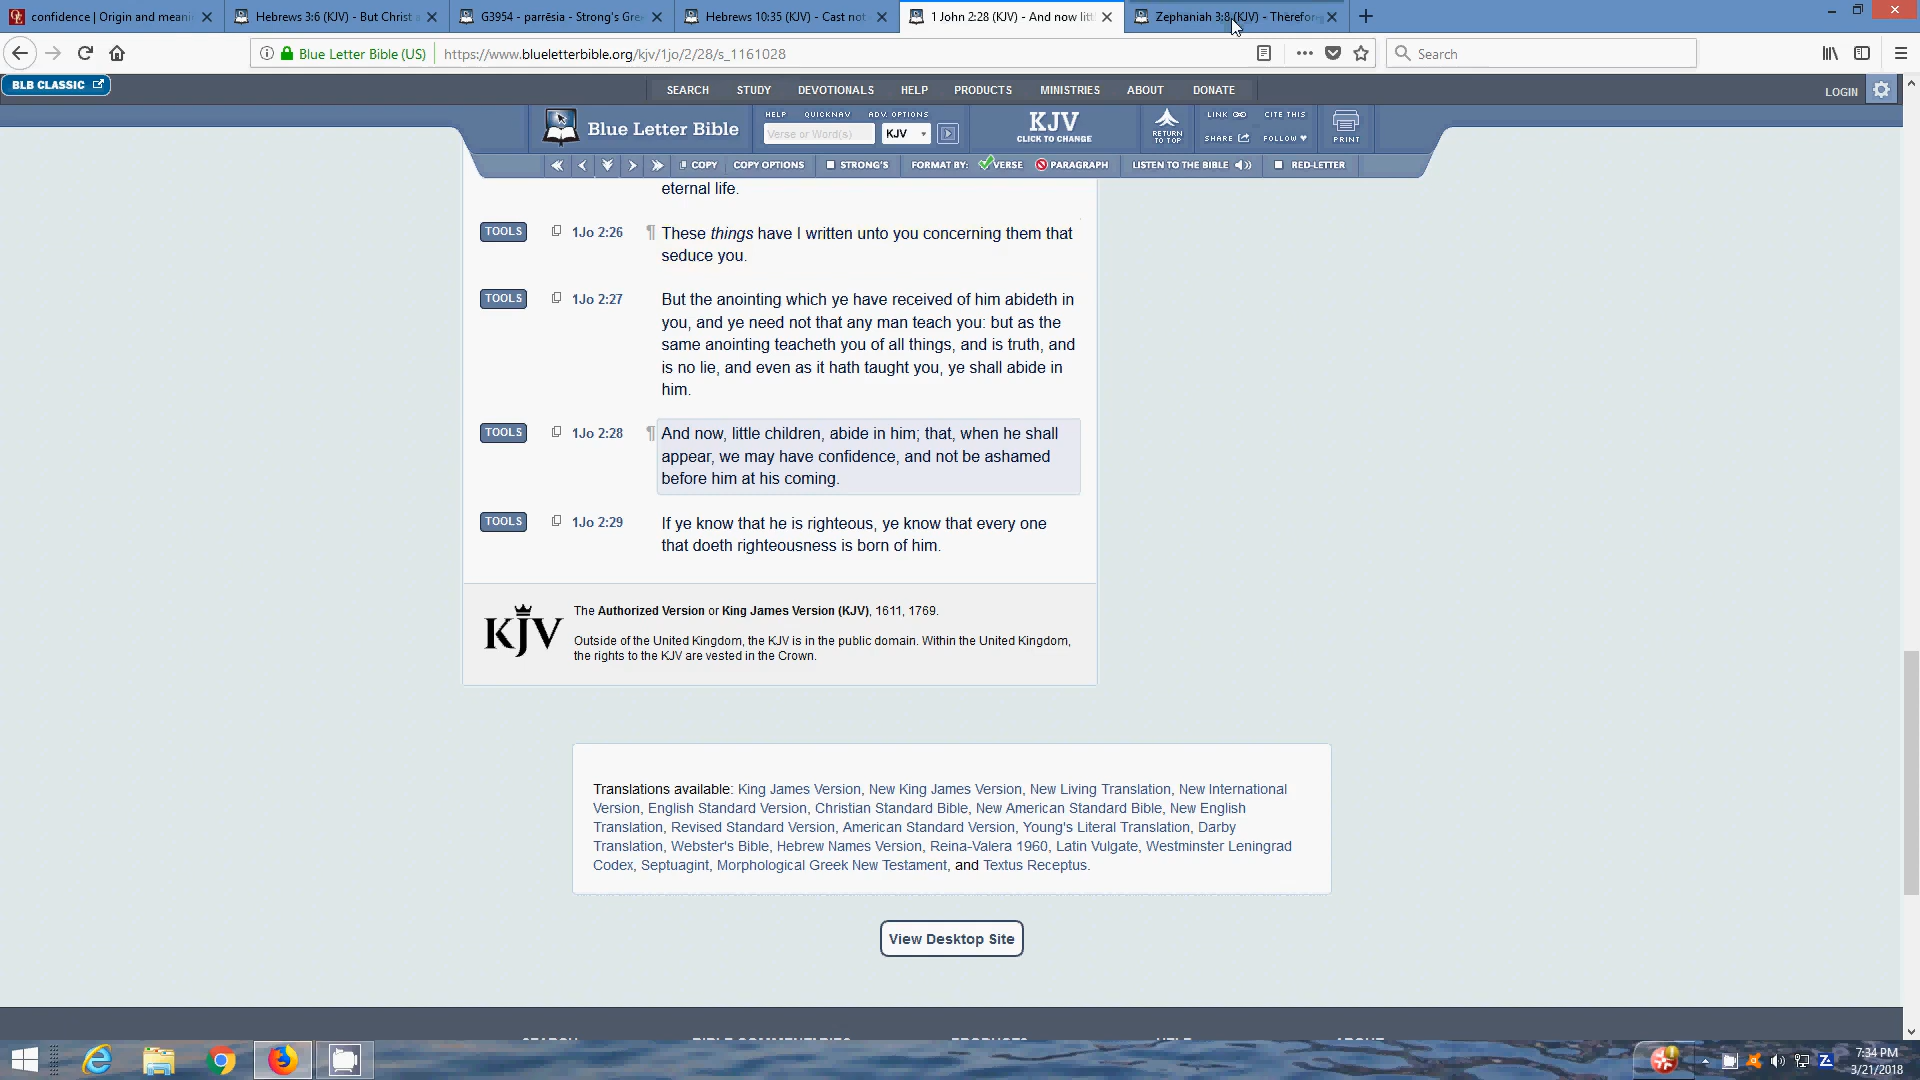 confidence | Origin and meani
Hebrews 3:6 (KJV) - But Christ a
G3954 - parrēsia - Strong's Gre
Hebrews 10:35 (KJV) - Cast not
1 John 2:28 (KJV) - And now litt
Zephaniah 3:8 (KJV) - Therefore
Blue Letter Bible (US)
https://www.blueletterbible.org/kjv/1jo/2/28/s_1161028
Search
BLB CLASSIC
SEARCH STUDY DEVOTIONALS HELP PRODUCTS MINISTRIES ABOUT DONATE
LOGIN
Blue Letter Bible
HELP QUICKNAV ADV. OPTIONS
Verse or Word(s)
KJV
KJV
CLICK TO CHANGE
RETURN
TO TOP
LINK CITE THIS
SHARE FOLLOW
PRINT
COPY COPY OPTIONS STRONG'S FORMAT BY: VERSE PARAGRAPH LISTEN TO THE BIBLE RED-LETTER
eternal life.
TOOLS 1Jo 2:26 ¶ These things have I written unto you concerning them that
seduce you.
TOOLS 1Jo 2:27 But the anointing which ye have received of him abideth in
you, and ye need not that any man teach you: but as the
same anointing teacheth you of all things, and is truth, and
is no lie, and even as it hath taught you, ye shall abide in
him.
TOOLS 1Jo 2:28 ¶ And now, little children, abide in him; that, when he shall
appear, we may have confidence, and not be ashamed
before him at his coming.
TOOLS 1Jo 2:29 If ye know that he is righteous, ye know that every one
that doeth righteousness is born of him.
KJV
The Authorized Version or King James Version (KJV), 1611, 1769.
Outside of the United Kingdom, the KJV is in the public domain. Within the United Kingdom,
the rights to the KJV are vested in the Crown.
Translations available: King James Version, New King James Version, New Living Translation, New International
Version, English Standard Version, Christian Standard Bible, New American Standard Bible, New English
Translation, Revised Standard Version, American Standard Version, Young's Literal Translation, Darby
Translation, Webster's Bible, Hebrew Names Version, Reina-Valera 1960, Latin Vulgate, Westminster Leningrad
Codex, Septuagint, Morphological Greek New Testament, and Textus Receptus.
View Desktop Site
SEARCH BIBLE COMMENTARIES PRODUCTS HELP ABOUT
7:34 PM
3/21/2018